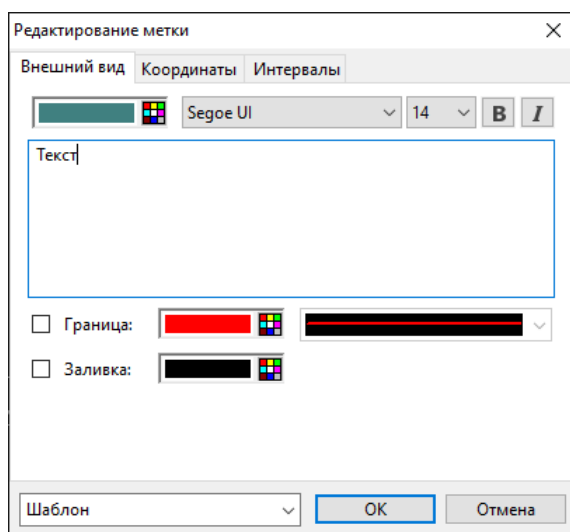 Редактирование метки
Внешний вид Координаты Интервалы
Segoe UI 14 B I
Текст
Граница:
Заливка:
Шаблон OK Отмена